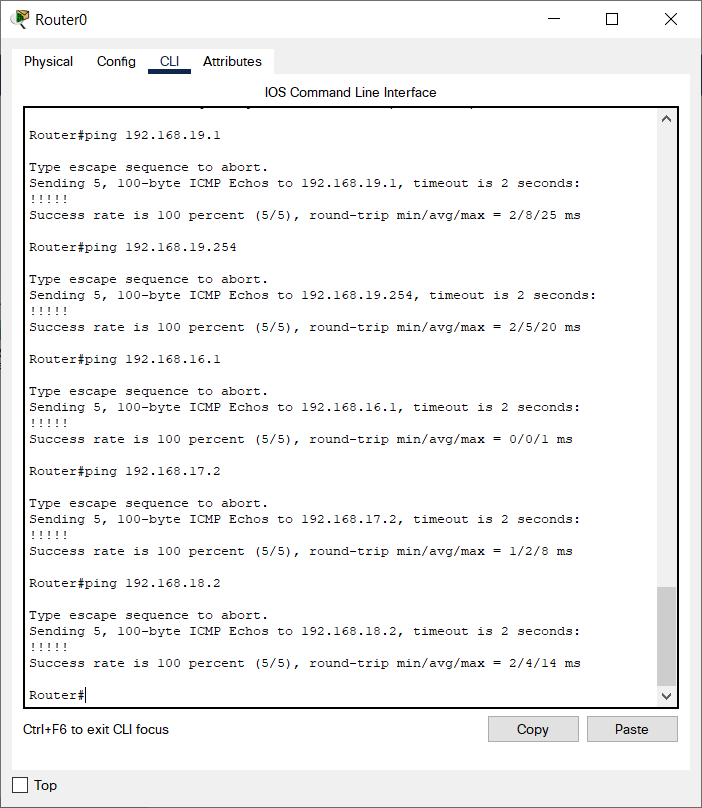 Router0
Physical Config CLI Attributes
IOS Command Line Interface
Router#ping 192.168.19.1
Type escape sequence to abort.
Sending 5, 100-byte ICMP Echos to 192.168.19.1, timeout is 2 seconds:
!!!!!
Success rate is 100 percent (5/5), round-trip min/avg/max = 2/8/25 ms
Router#ping 192.168.19.254
Type escape sequence to abort.
Sending 5, 100-byte ICMP Echos to 192.168.19.254, timeout is 2 seconds:
!!!!!
Success rate is 100 percent (5/5), round-trip min/avg/max = 2/5/20 ms
Router#ping 192.168.16.1
Type escape sequence to abort.
Sending 5, 100-byte ICMP Echos to 192.168.16.1, timeout is 2 seconds:
!!!!!
Success rate is 100 percent (5/5), round-trip min/avg/max = 0/0/1 ms
Router#ping 192.168.17.2
Type escape sequence to abort.
Sending 5, 100-byte ICMP Echos to 192.168.17.2, timeout is 2 seconds:
!!!!!
Success rate is 100 percent (5/5), round-trip min/avg/max = 1/2/8 ms
Router#ping 192.168.18.2
Type escape sequence to abort.
Sending 5, 100-byte ICMP Echos to 192.168.18.2, timeout is 2 seconds:
!!!!!
Success rate is 100 percent (5/5), round-trip min/avg/max = 2/4/14 ms
Router#
Ctrl+F6 to exit CLI focus
Copy Paste
Top